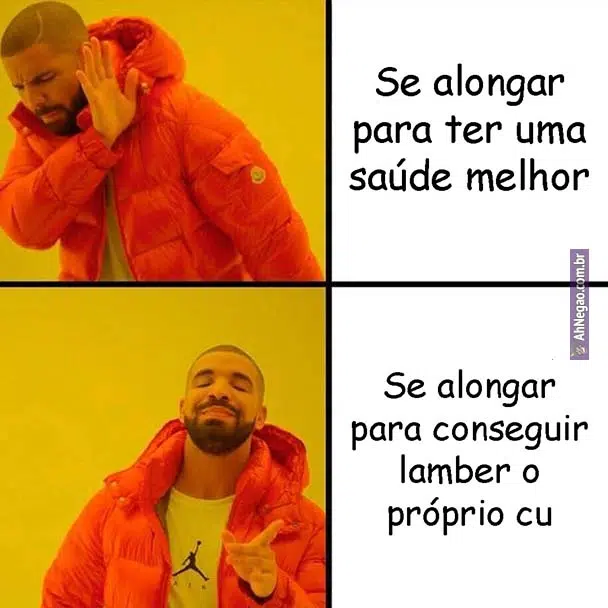 Se alongar
para ter uma
saúde melhor
AhNegao.com.br
Se alongar
para conseguir
lamber o
próprio cu